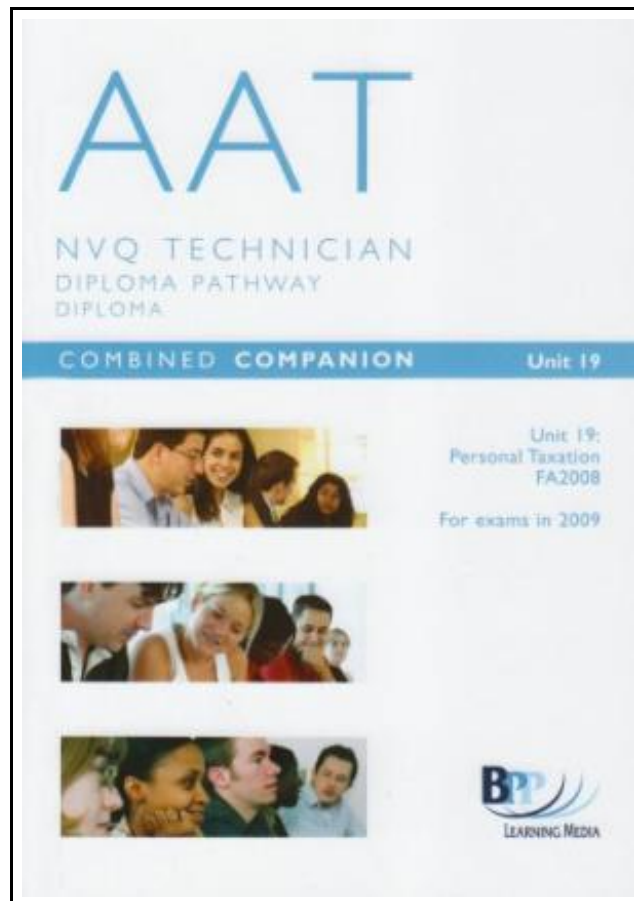 AAT
NVQ TECHNICIAN
DIPLOMA PATHWAY
DIPLOMA
COMBINED COMPANION Unit 19
Unit 19:
Personal Taxation
FA2008
For exams in 2009
BPP
LEARNING MEDIA